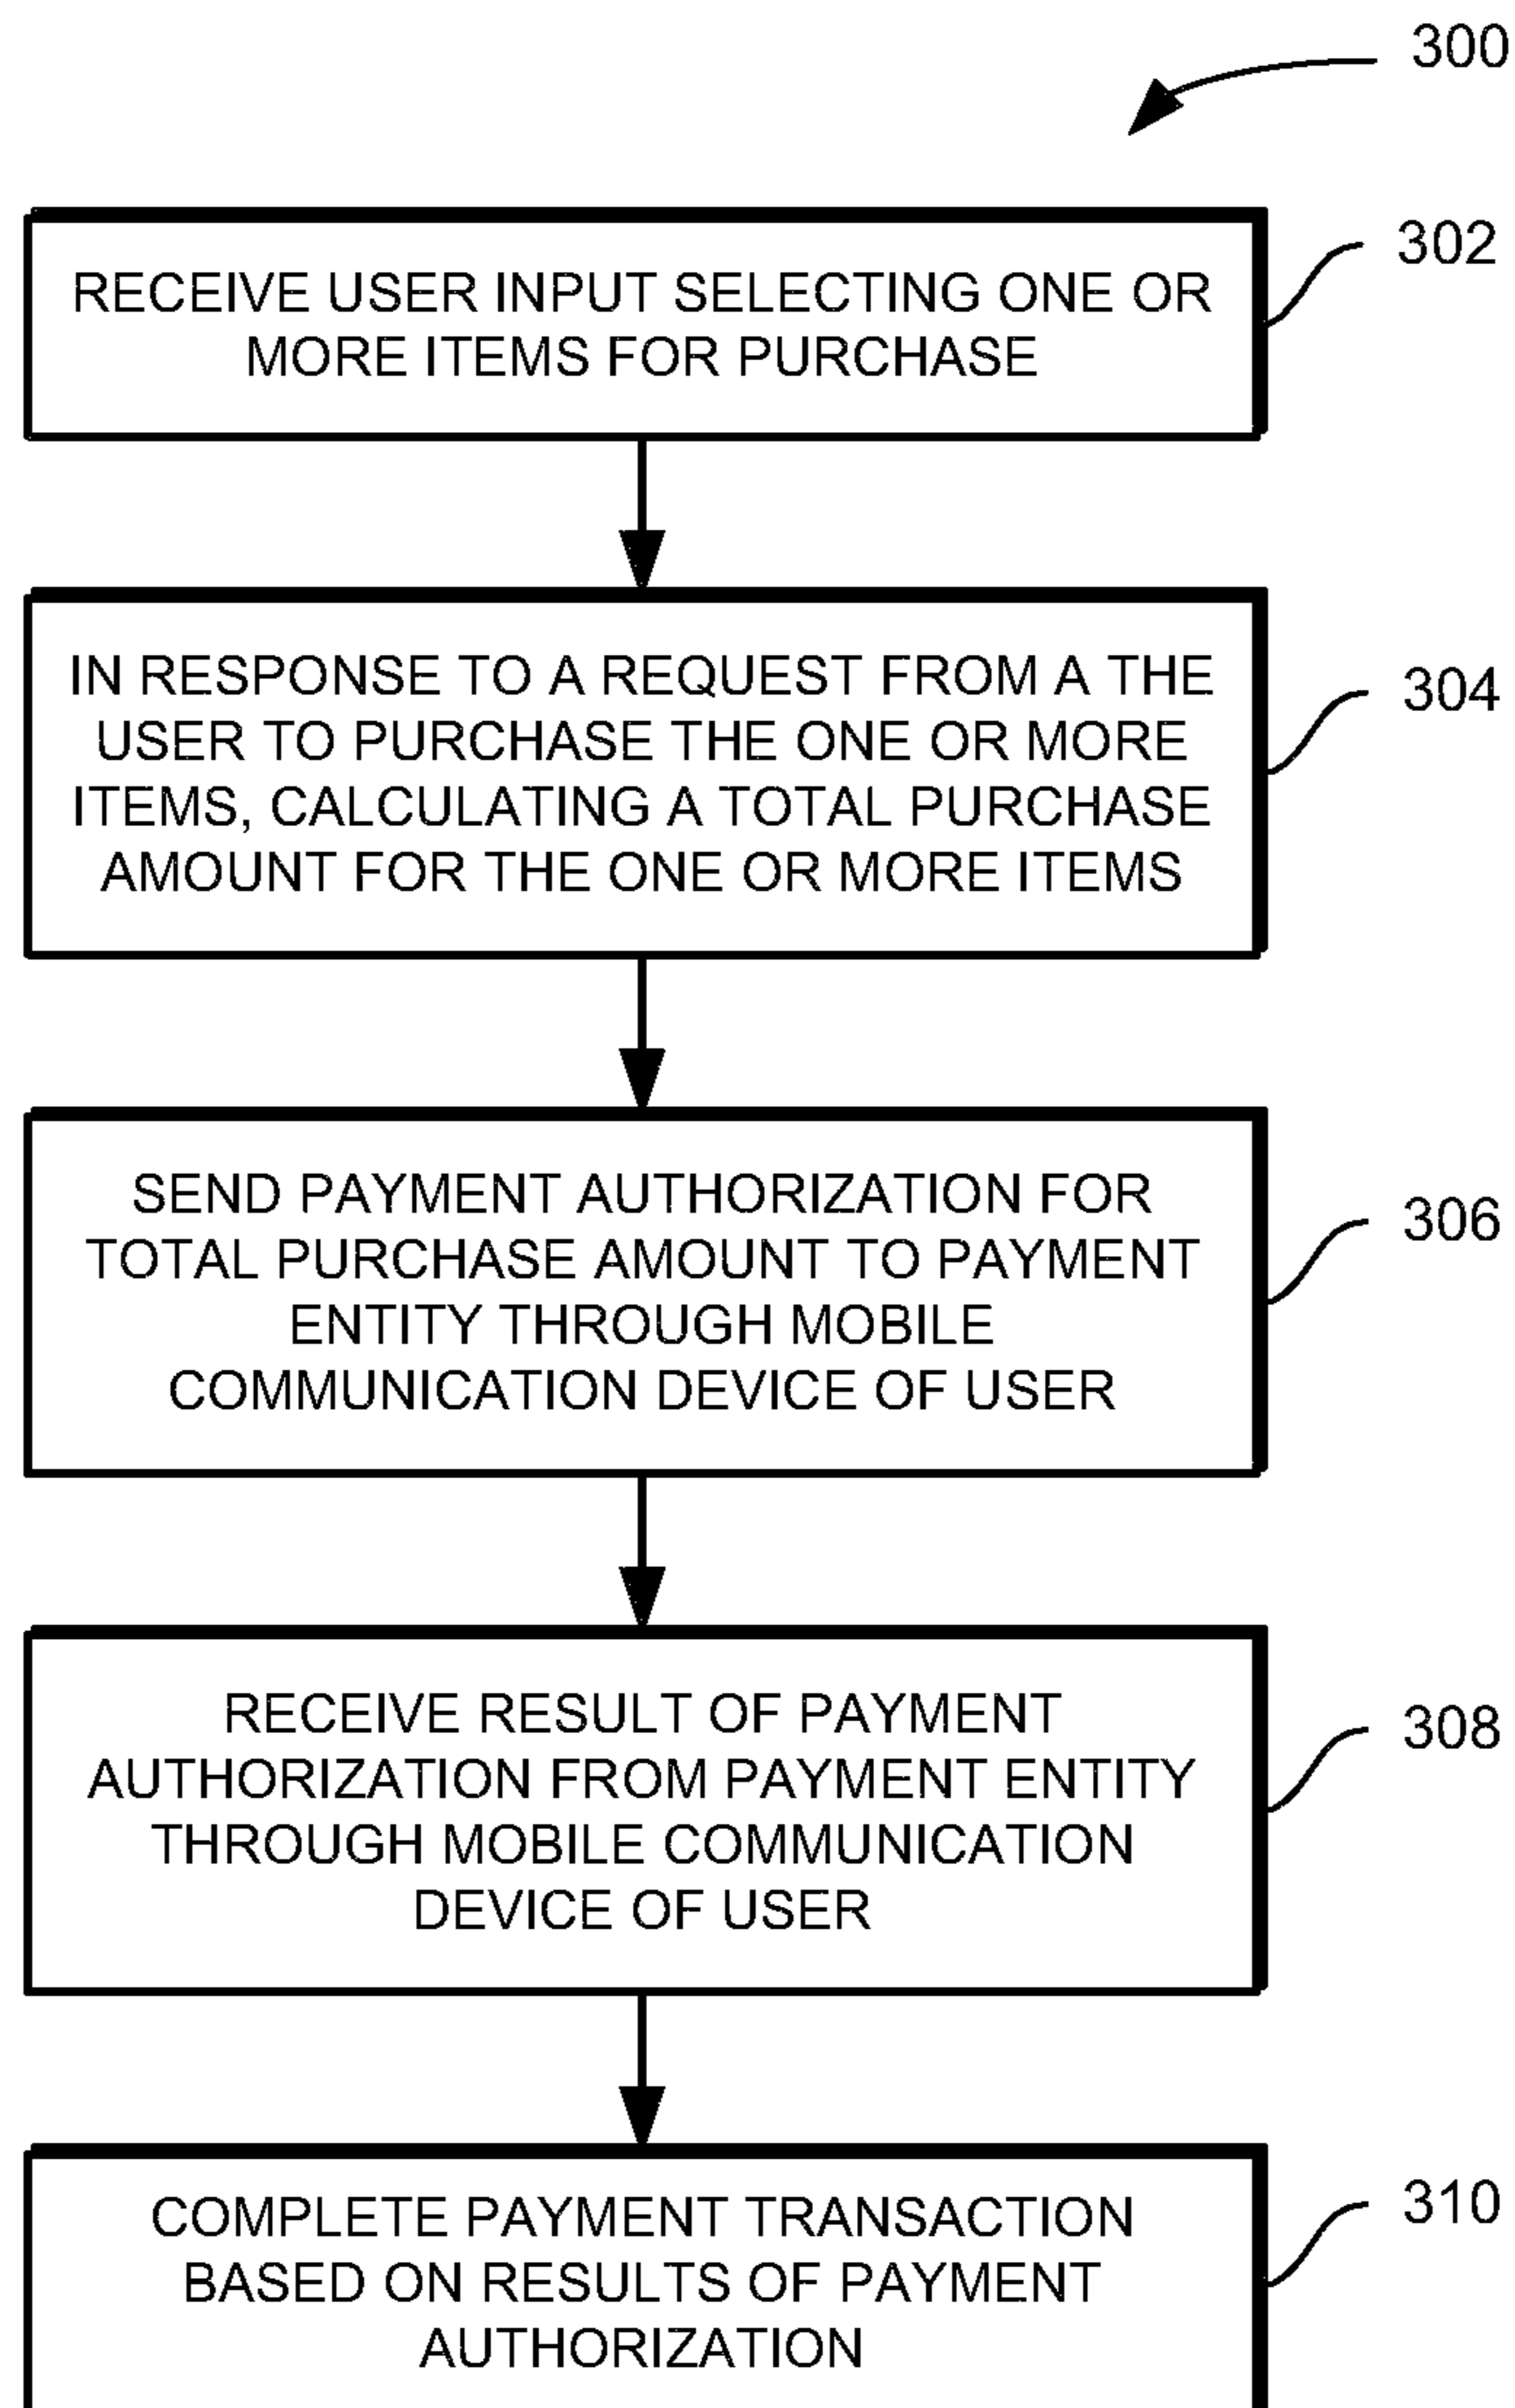 300
302
RECEIVE USER INPUT SELECTING ONE OR
MORE ITEMS FOR PURCHASE
304
IN RESPONSE TO A REQUEST FROM A THE
USER TO PURCHASE THE ONE OR MORE
ITEMS, CALCULATING A TOTAL PURCHASE
AMOUNT FOR THE ONE OR MORE ITEMS
306
SEND PAYMENT AUTHORIZATION FOR
TOTAL PURCHASE AMOUNT TO PAYMENT
ENTITY THROUGH MOBILE
COMMUNICATION DEVICE OF USER
308
RECEIVE RESULT OF PAYMENT
AUTHORIZATION FROM PAYMENT ENTITY
THROUGH MOBILE COMMUNICATION
DEVICE OF USER
310
COMPLETE PAYMENT TRANSACTION
BASED ON RESULTS OF PAYMENT
AUTHORIZATION